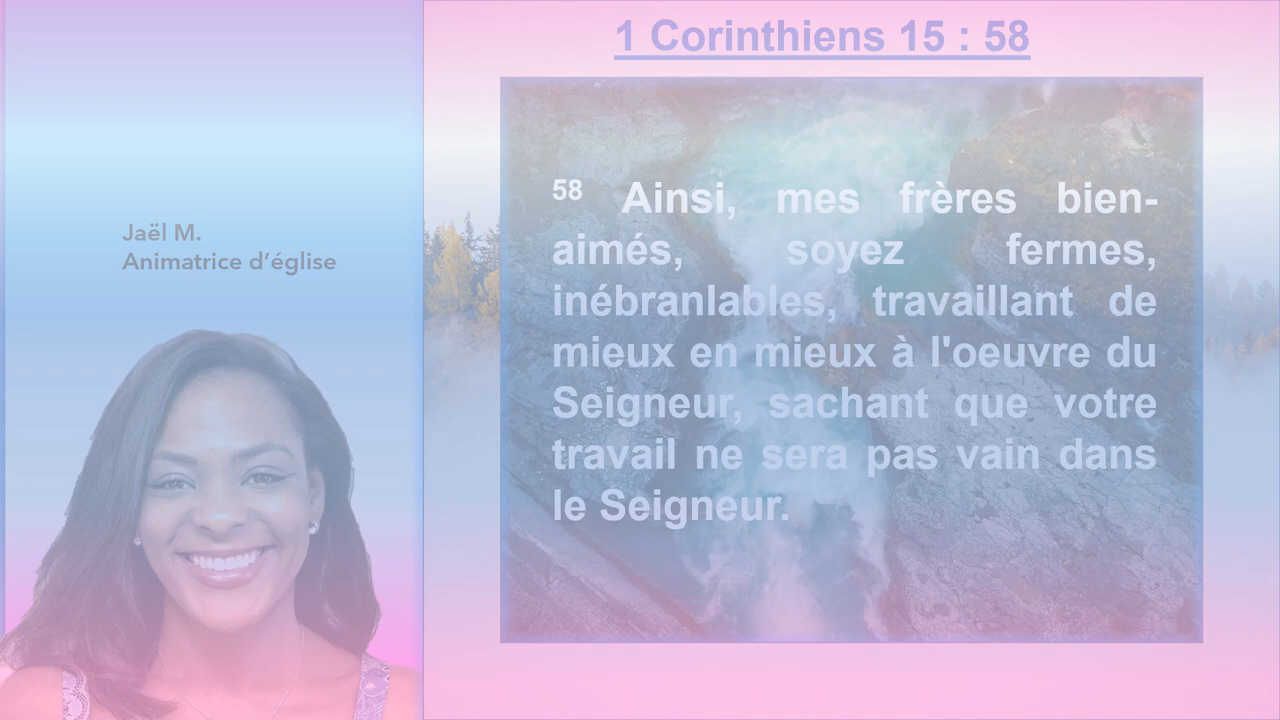 1 Corinthiens 15 : 58
Jaël M.
Animatrice d’église
58 Ainsi, mes frères bien-
aimés, soyez fermes,
inébranlables, travaillant de
mieux en mieux à l'oeuvre du
Seigneur, sachant que votre
travail ne sera pas vain dans
le Seigneur.